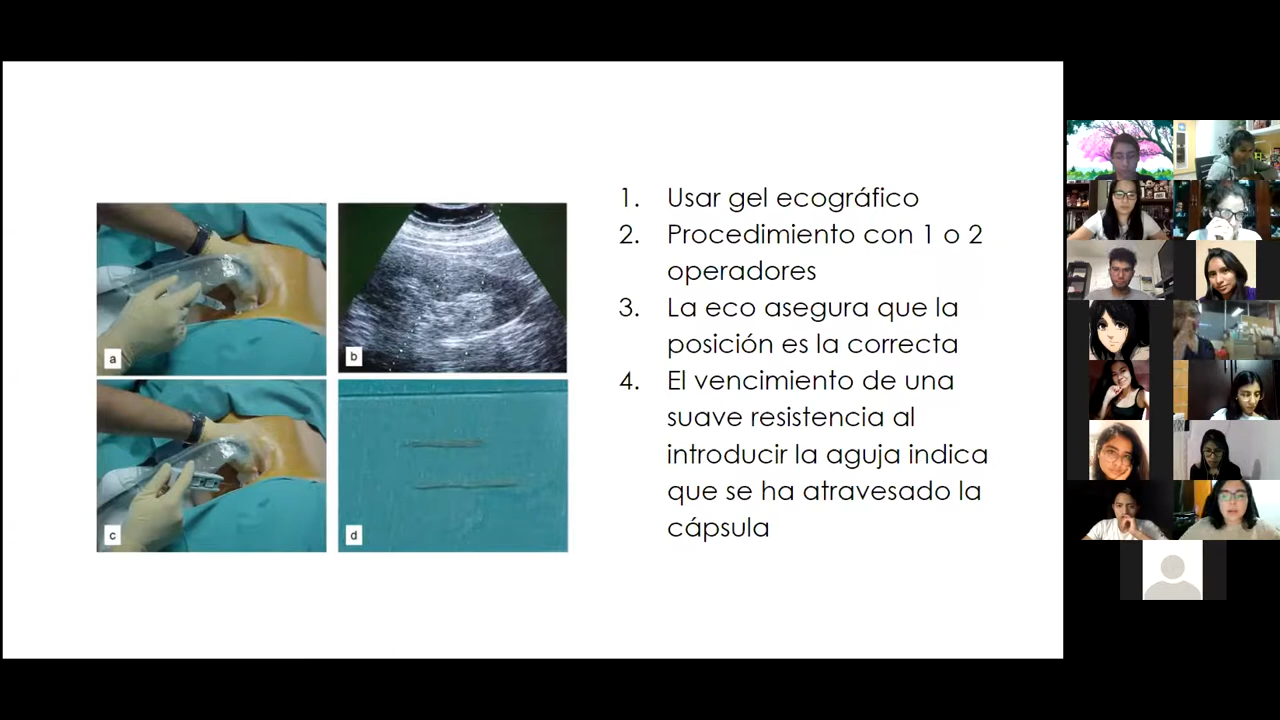 1. Usar gel ecográfico
2. Procedimiento con 1 o 2
operadores
3. La eco asegura que la
posición es la correcta
4. El vencimiento de una
suave resistencia al
introducir la aguja indica
que se ha atravesado la
cápsula
a
b
c
d